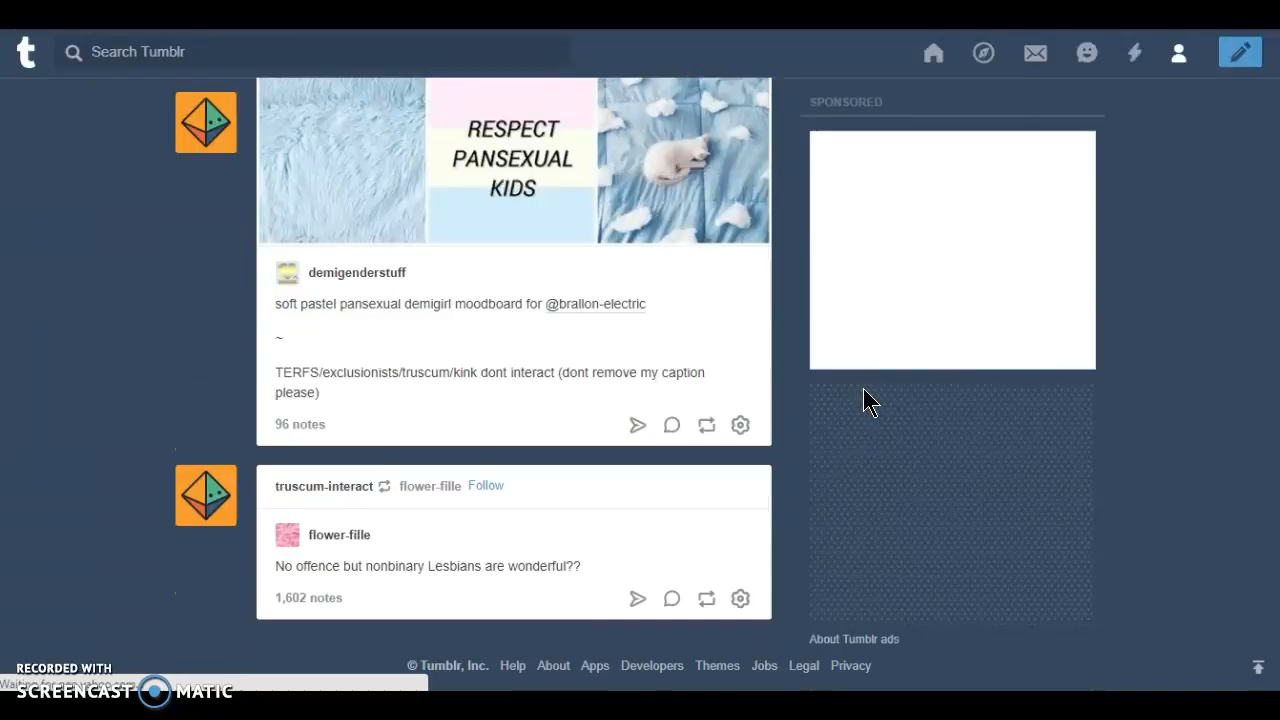 t
Search Tumblr
RESPECT
PANSEXUAL
KIDS
demigenderstuff
soft pastel pansexual demigirl moodboard for @brallon-electric
~
TERFS/exclusionists/truscum/kink dont interact (dont remove my caption
please)
96 notes
truscum-interact flower-fille Follow
flower-fille
No offence but nonbinary Lesbians are wonderful??
1,602 notes
SPONSORED
About Tumblr ads
© Tumblr, Inc. Help About Apps Developers Themes Jobs Legal Privacy
RECORDED WITH
SCREENCAST MATIC